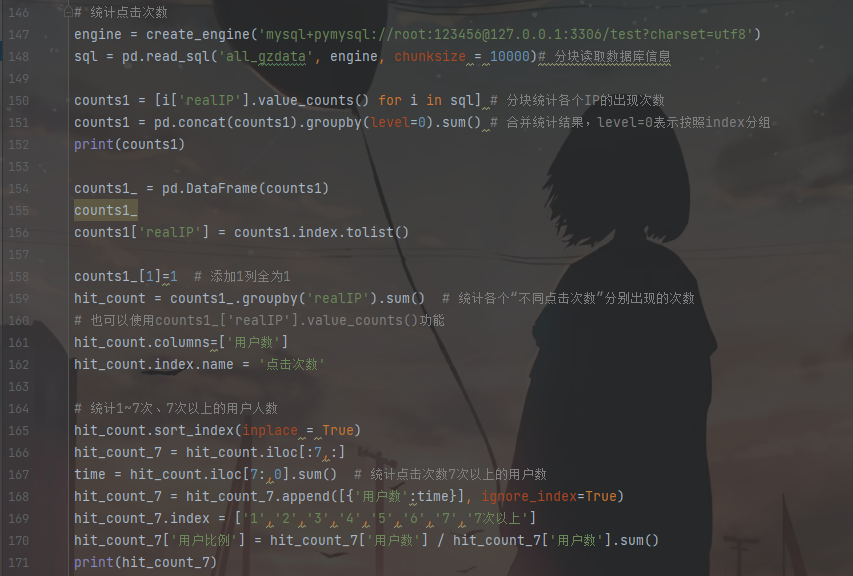 146 # 统计点击次数
147 engine = create_engine('mysql+pymysql://root:123456@127.0.0.1:3306/test?charset=utf8')
148 sql = pd.read_sql('all_gzdata', engine, chunksize = 10000)# 分块读取数据库信息
149
150 counts1 = [i['realIP'].value_counts() for i in sql] # 分块统计各个IP的出现次数
151 counts1 = pd.concat(counts1).groupby(level=0).sum() # 合并统计结果，level=0表示按照index分组
152 print(counts1)
153
154 counts1_ = pd.DataFrame(counts1)
155 counts1_
156 counts1['realIP'] = counts1.index.tolist()
157
158 counts1_[1]=1  # 添加1列全为1
159 hit_count = counts1_.groupby('realIP').sum()  # 统计各个“不同点击次数”分别出现的次数
160 # 也可以使用counts1_['realIP'].value_counts()功能
161 hit_count.columns=['用户数']
162 hit_count.index.name = '点击次数'
163
164 # 统计1~7次、7次以上的用户人数
165 hit_count.sort_index(inplace = True)
166 hit_count_7 = hit_count.iloc[:7,:]
167 time = hit_count.iloc[7:,0].sum()  # 统计点击次数7次以上的用户数
168 hit_count_7 = hit_count_7.append([{'用户数':time}], ignore_index=True)
169 hit_count_7.index = ['1','2','3','4','5','6','7','7次以上']
170 hit_count_7['用户比例'] = hit_count_7['用户数'] / hit_count_7['用户数'].sum()
171 print(hit_count_7)